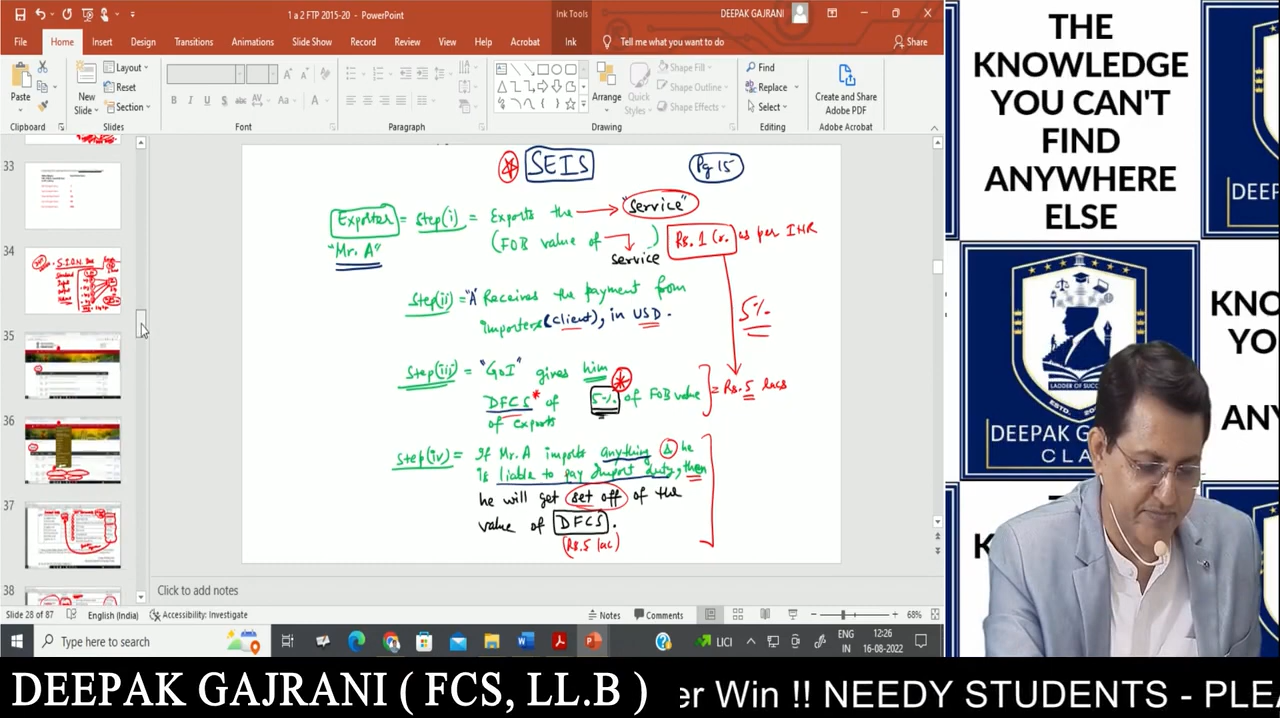 1 a 2 FTP 2015-20 - PowerPoint
Ink Tools
DEEPAK GAJRANI
File Home Insert Design Transitions Animations Slide Show Record Review View Help Acrobat Ink Tell me what you want to do Share
Paste
New Slide
Layout
Reset
Section
Arrange
Quick Styles
Shape Fill
Shape Outline
Shape Effects
Find
Replace
Select
Create and Share Adobe PDF
Clipboard Slides Font Paragraph Drawing Editing Adobe Acrobat
33
34
35
36
37
38
SEIS Pg 15
Exporter = Step(i) = Exports the "Service"
"Mr. A" (FOB value of service) Rs. 1 Cr. as per INR
Step(ii) = "A" Receives the payment from
importer (client), in USD.
5%
Step(iii) = "GoI" gives him
DFCS* of 5% of FOB value = Rs. 5 lacs
of exports
Step(iv) = If Mr. A imports anything & he
is liable to pay import duty, then
he will get set off of the
value of DFCS.
(Rs. 5 lac)
Click to add notes
Slide 28 of 87 English (India) Accessibility: Investigate Notes Comments 68%
Type here to search
LICI
ENG
IN
12:26
16-08-2022
THE
KNOWLEDGE
YOU CAN'T
FIND
ANYWHERE
ELSE
DEEP
LADDER OF SUCCE
ESTD.
DEEPAK G
CLA
KNO
YO
ANY
DEEPAK GAJRANI ( FCS, LL.B )
er Win !! NEEDY STUDENTS - PLEA